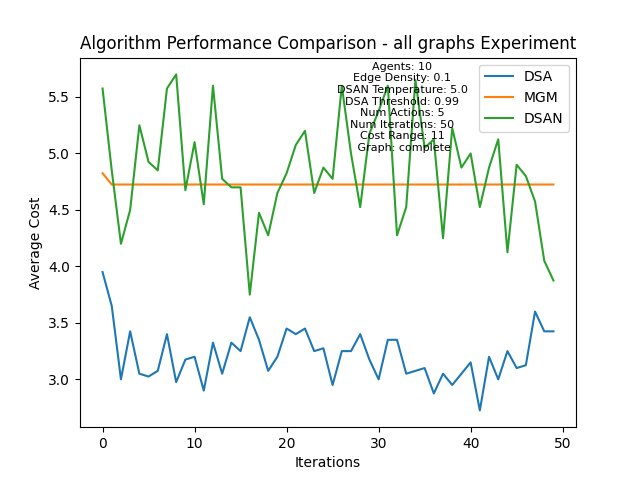 Algorithm Performance Comparison - all graphs Experiment
Agents: 10
Edge Density: 0.1
DSAN Temperature: 5.0
DSA Threshold: 0.99
Num Actions: 5
Num Iterations: 50
Cost Range: 11
Graph: complete
DSA
MGM
DSAN
Average Cost
5.5
5.0
4.5
4.0
3.5
3.0
0
10
20
30
40
50
Iterations